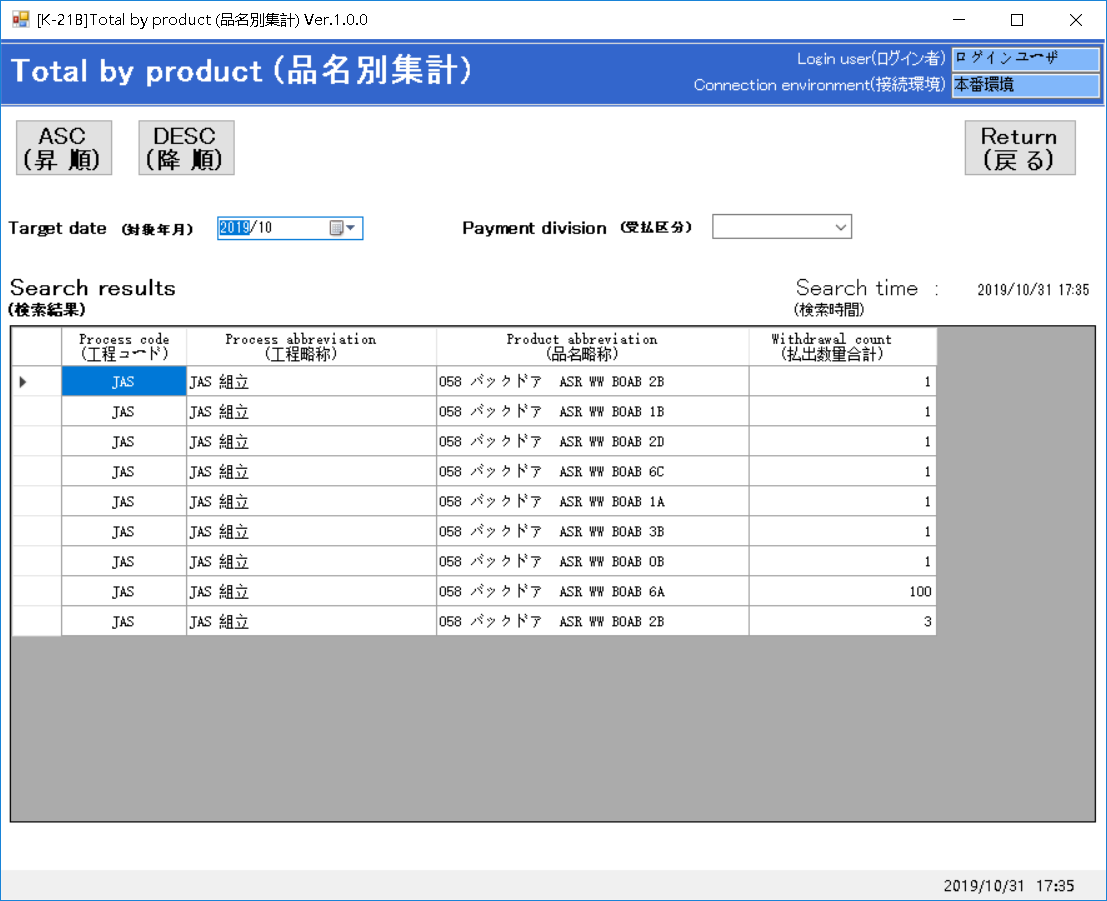 [K-21B]Total by product (品名別集計) Ver.1.0.0
Total by product (品名別集計)
Login user(ログイン者) ログインユーザ
Connection environment(接続環境) 本番環境
ASC
(昇 順)
DESC
(降 順)
Return
(戻 る)
Target date (対象年月) 2019/10
Payment division (受払区分)
Search results
(検索結果)
Search time : 2019/10/31 17:35
(検索時間)
Process code
(工程コード)
Process abbreviation
(工程略称)
Product abbreviation
(品名略称)
Withdrawal count
(払出数量合計)
JAS JAS 組立 058 バックドア ASR WW BOAB 2B 1
JAS JAS 組立 058 バックドア ASR WW BOAB 1B 1
JAS JAS 組立 058 バックドア ASR WW BOAB 2D 1
JAS JAS 組立 058 バックドア ASR WW BOAB 6C 1
JAS JAS 組立 058 バックドア ASR WW BOAB 1A 1
JAS JAS 組立 058 バックドア ASR WW BOAB 3B 1
JAS JAS 組立 058 バックドア ASR WW BOAB 0B 1
JAS JAS 組立 058 バックドア ASR WW BOAB 6A 100
JAS JAS 組立 058 バックドア ASR WW BOAB 2B 3
2019/10/31 17:35